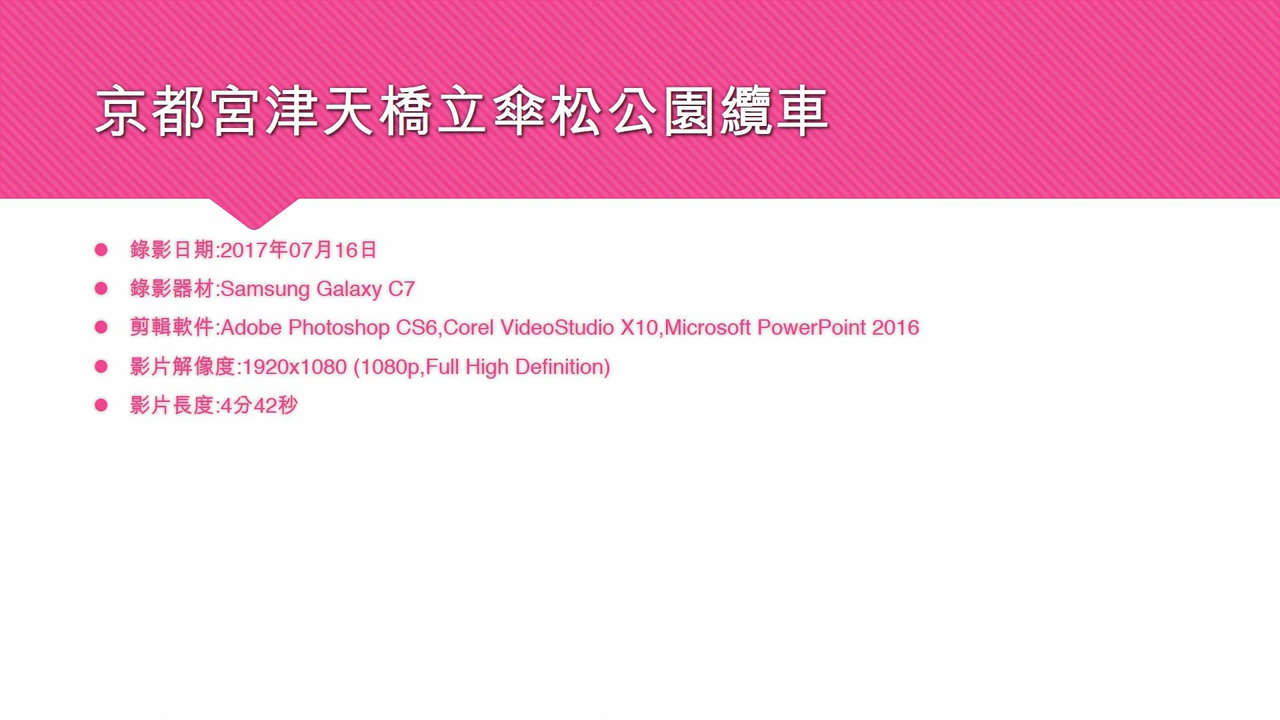 京都宮津天橋立傘松公園纜車
錄影日期:2017年07月16日
錄影器材:Samsung Galaxy C7
剪輯軟件:Adobe Photoshop CS6,Corel VideoStudio X10,Microsoft PowerPoint 2016
影片解像度:1920x1080 (1080p,Full High Definition)
影片長度:4分42秒